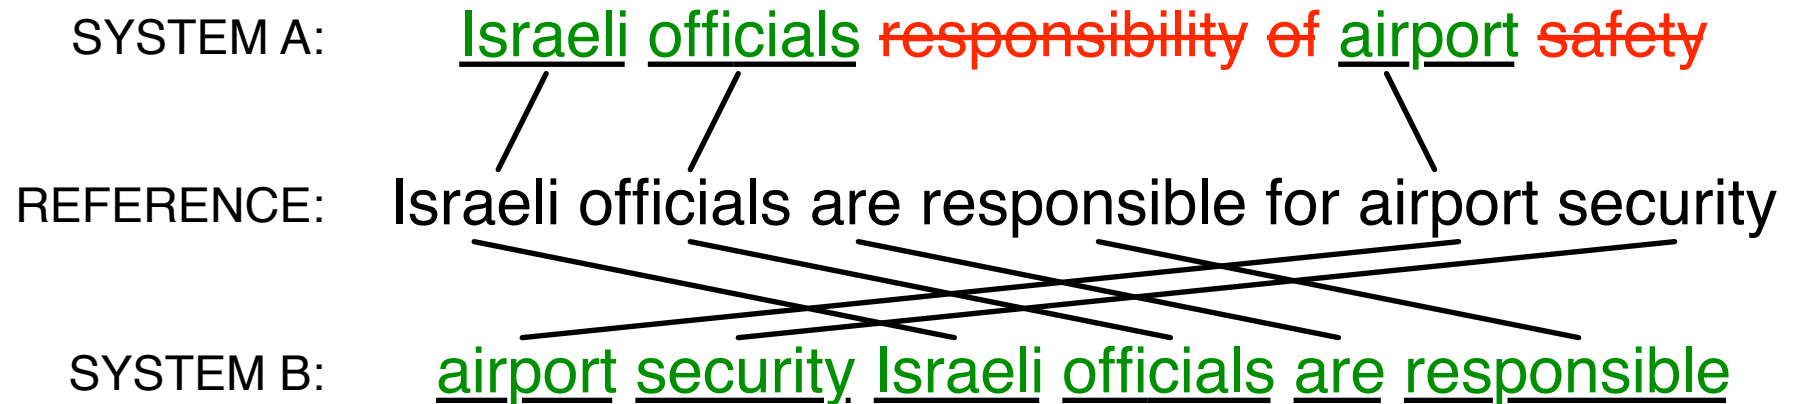 SYSTEM A: Israeli officials responsibility of airport safety
REFERENCE: Israeli officials are responsible for airport security
SYSTEM B: airport security Israeli officials are responsible